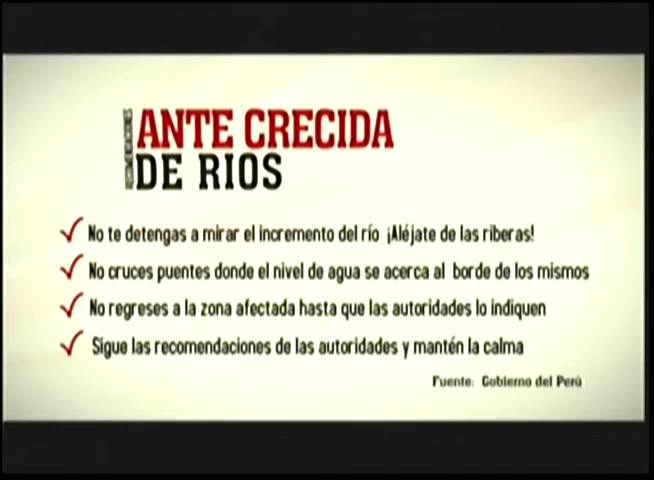 RECOMENDACIONES
ANTE CRECIDA
DE RIOS
No te detengas a mirar el incremento del río ¡Aléjate de las riberas!
No cruces puentes donde el nivel de agua se acerca al borde de los mismos
No regreses a la zona afectada hasta que las autoridades lo indiquen
Sigue las recomendaciones de las autoridades y mantén la calma
Fuente: Gobierno del Perú